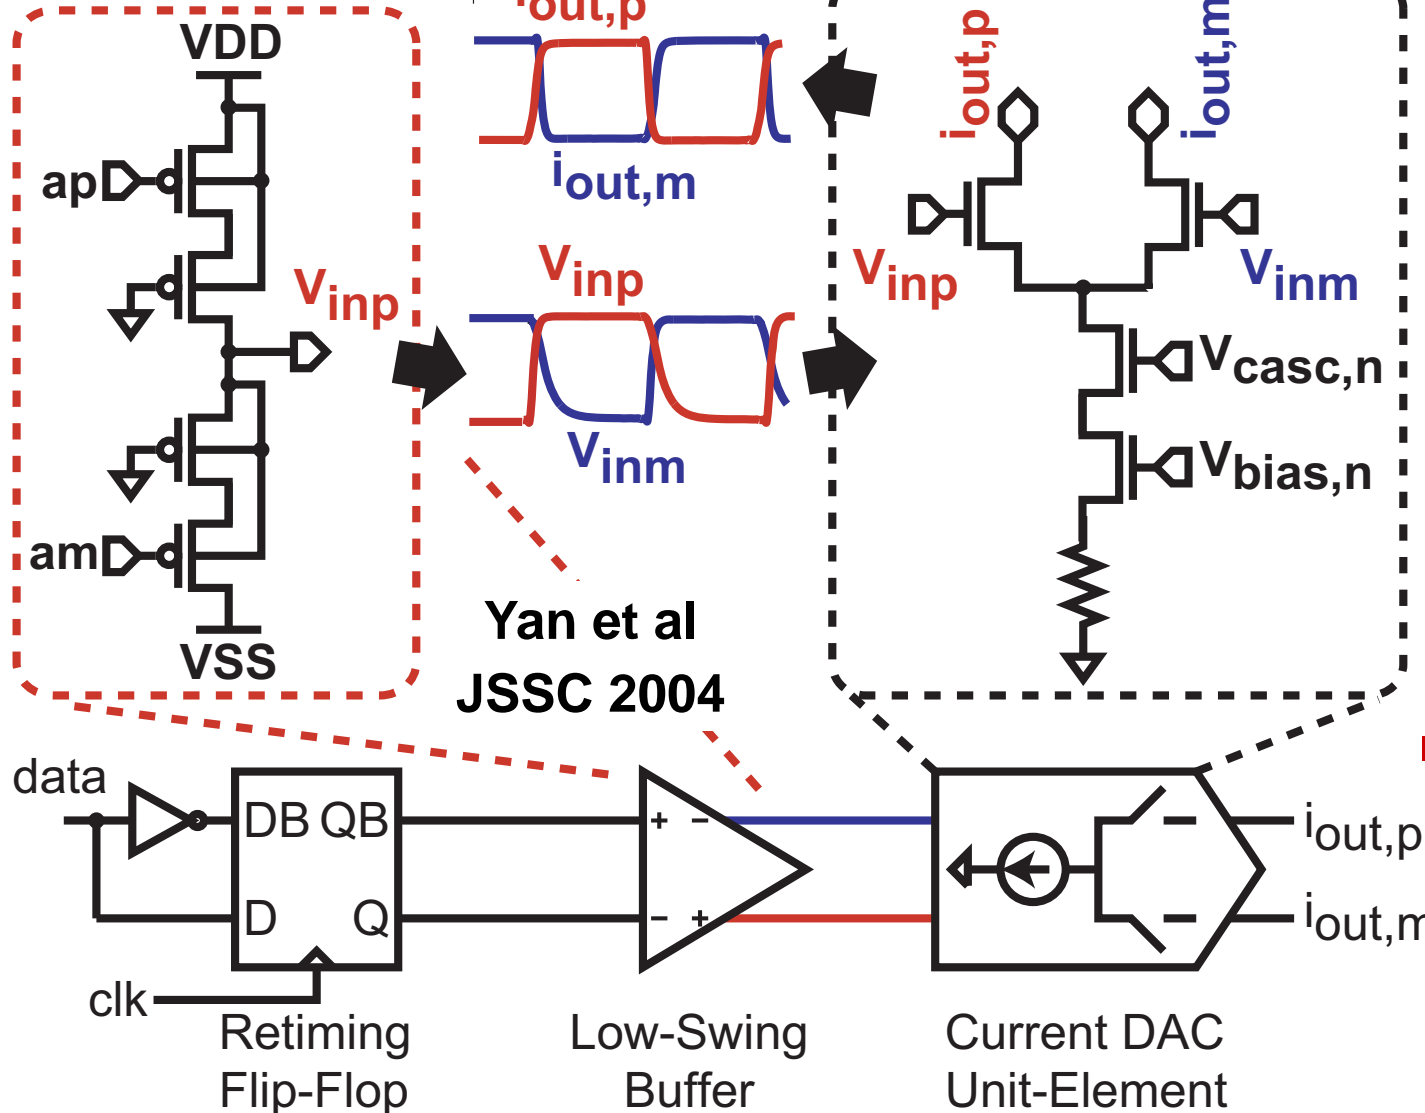 VDD
ap
Vinp
am
VSS
iout,p
iout,m
Vinp
Vinm
iout,p
iout,m
Vinp
Vinm
Vcasc,n
Vbias,n
Yan et al
JSSC 2004
data
DB QB
D Q
clk
+ −
− +
iout,p
iout,m
Retiming
Flip-Flop
Low-Swing
Buffer
Current DAC
Unit-Element